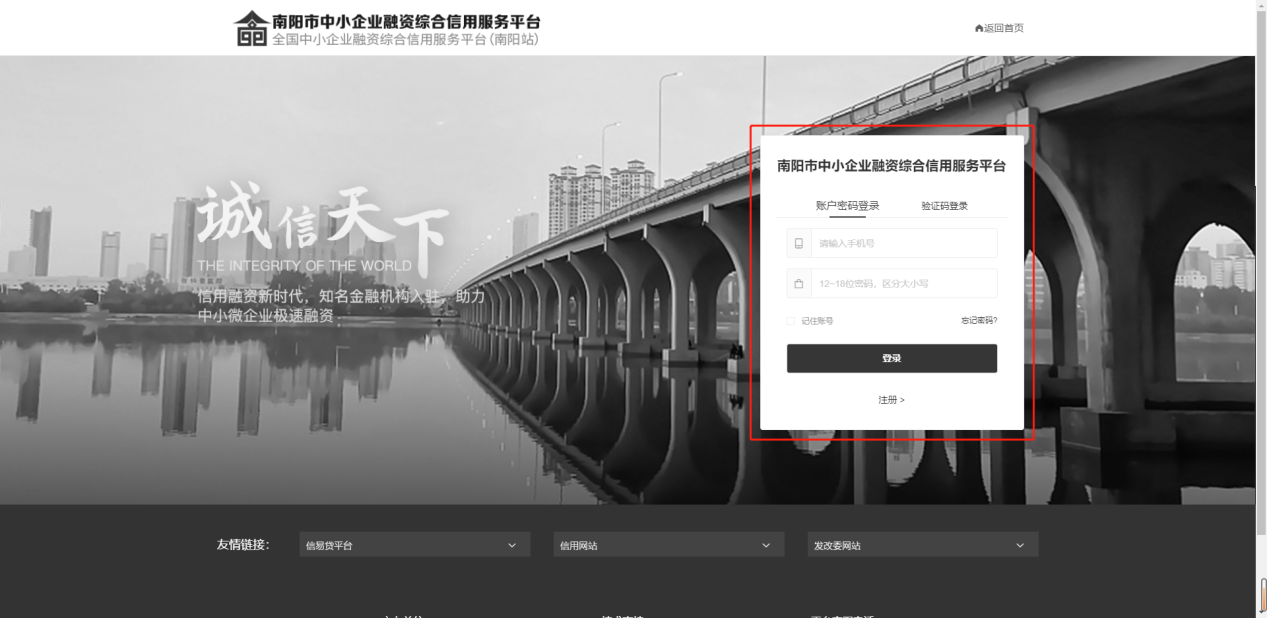 南阳市中小企业融资综合信用服务平台
全国中小企业融资综合信用服务平台(南阳站)
返回首页
诚信天下
THE INTEGRITY OF THE WORLD
信用融资新时代，知名金融机构入驻，助力
中小微企业极速融资
南阳市中小企业融资综合信用服务平台
账户密码登录 验证码登录
请输入手机号
12~18位密码，区分大小写
记住账号 忘记密码?
登录
注册 >
友情链接： 信易贷平台 信用网站 发改委网站